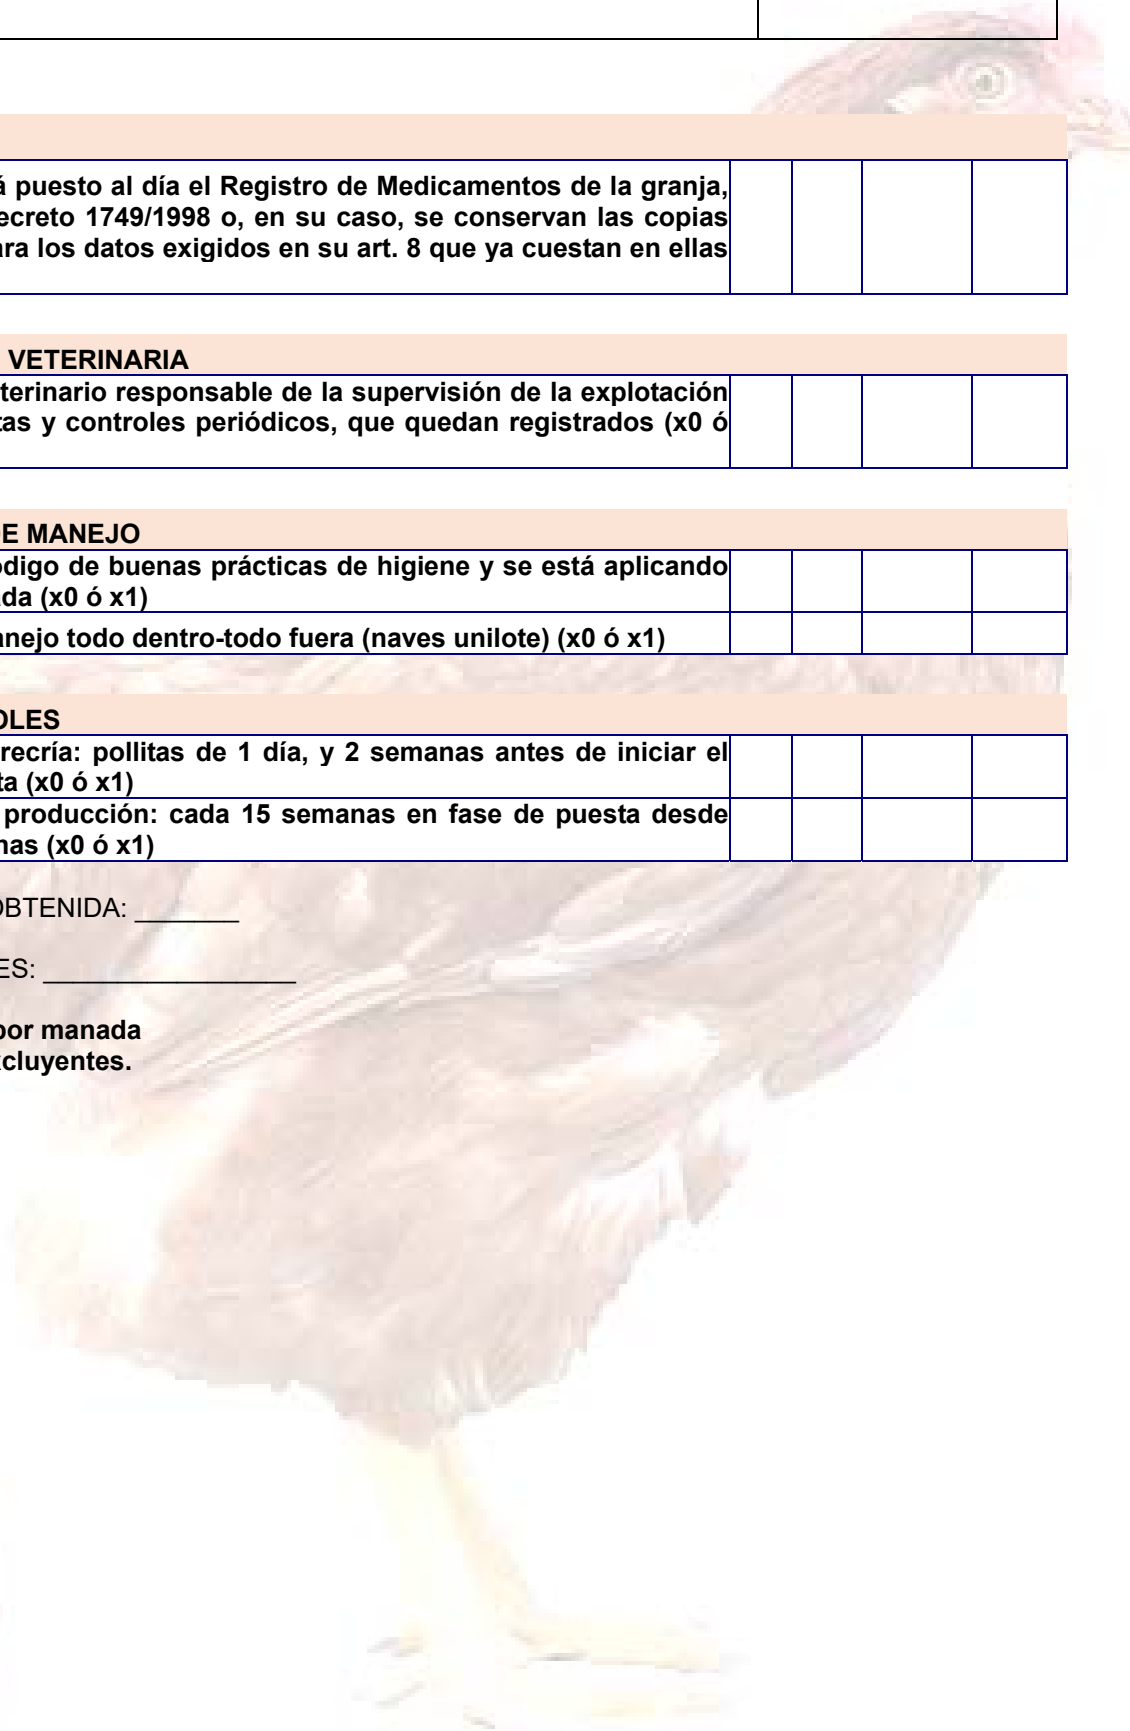 á puesto al día el Registro de Medicamentos de la granja,
ecreto 1749/1998 o, en su caso, se conservan las copias
ara los datos exigidos en su art. 8 que ya cuestan en ellas
VETERINARIA
terinario responsable de la supervisión de la explotación
tas y controles periódicos, que quedan registrados (x0 ó
DE MANEJO
ódigo de buenas prácticas de higiene y se está aplicando
ada (x0 ó x1)
anejo todo dentro-todo fuera (naves unilote) (x0 ó x1)
OLES
recría: pollitas de 1 día, y 2 semanas antes de iniciar el
ta (x0 ó x1)
producción: cada 15 semanas en fase de puesta desde
nas (x0 ó x1)
OBTENIDA: _______
ES: _________________
por manada
xcluyentes.